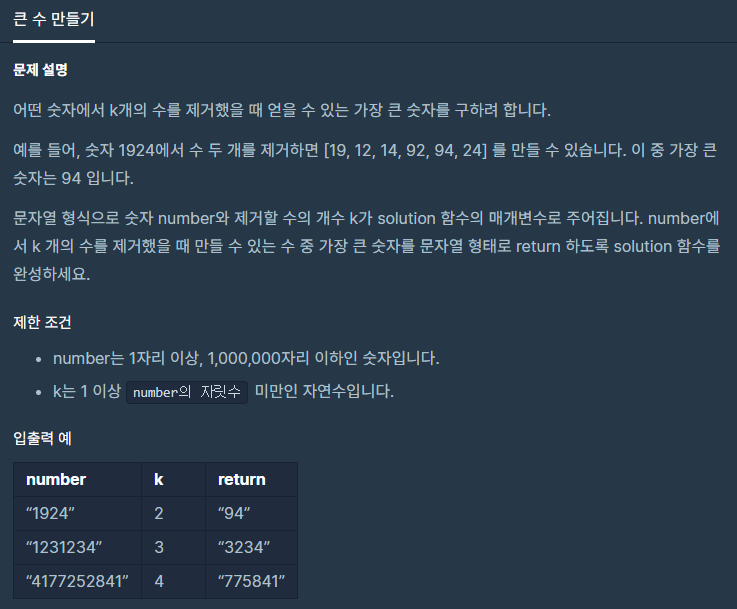 큰 수 만들기
문제 설명
어떤 숫자에서 k개의 수를 제거했을 때 얻을 수 있는 가장 큰 숫자를 구하려 합니다.
예를 들어, 숫자 1924에서 수 두 개를 제거하면 [19, 12, 14, 92, 94, 24] 를 만들 수 있습니다. 이 중 가장 큰
숫자는 94 입니다.
문자열 형식으로 숫자 number와 제거할 수의 개수 k가 solution 함수의 매개변수로 주어집니다. number에
서 k 개의 수를 제거했을 때 만들 수 있는 수 중 가장 큰 숫자를 문자열 형태로 return 하도록 solution 함수를
완성하세요.
제한 조건
• number는 1자리 이상, 1,000,000자리 이하인 숫자입니다.
• k는 1 이상 number의 자릿수 미만인 자연수입니다.
입출력 예
number k return
“1924” 2 “94”
“1231234” 3 “3234”
“4177252841” 4 “775841”